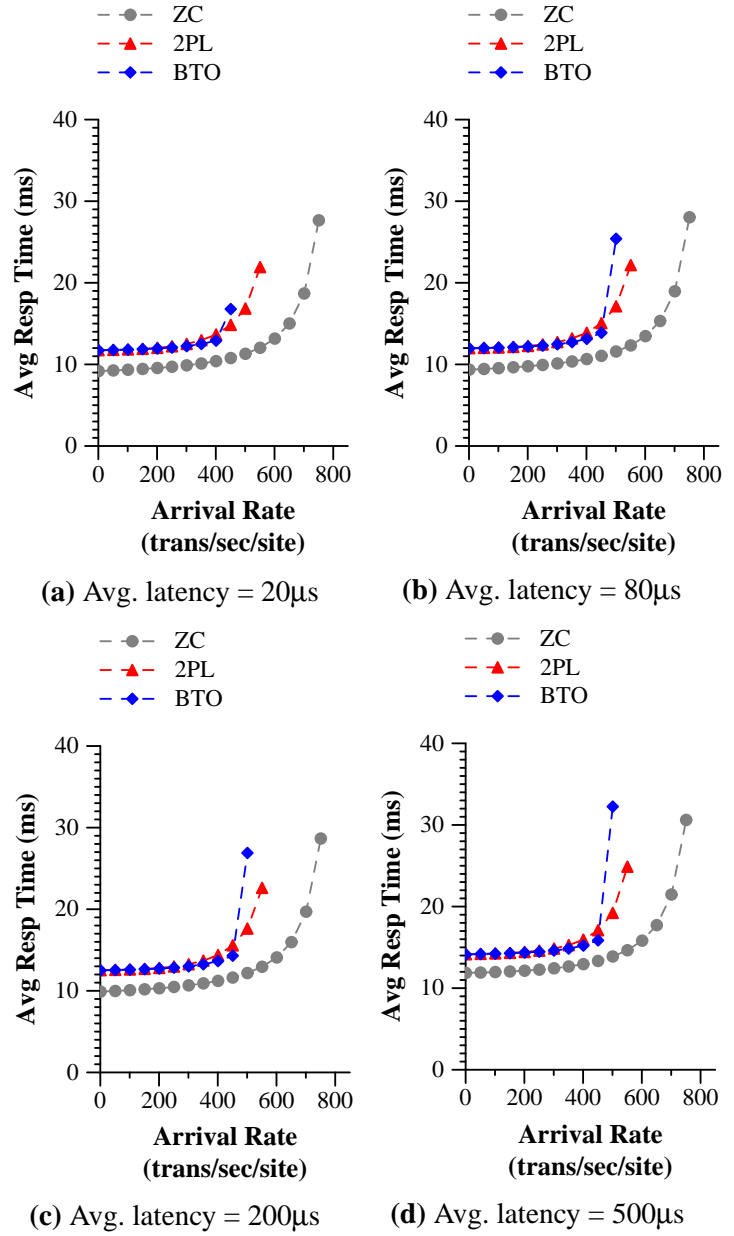 ZC
2PL
BTO
40
30
20
10
0
Avg Resp Time (ms)
0 200 400 600 800
Arrival Rate
(trans/sec/site)
(a) Avg. latency = 20μs
ZC
2PL
BTO
40
30
20
10
0
Avg Resp Time (ms)
0 200 400 600 800
Arrival Rate
(trans/sec/site)
(b) Avg. latency = 80μs
ZC
2PL
BTO
40
30
20
10
0
Avg Resp Time (ms)
0 200 400 600 800
Arrival Rate
(trans/sec/site)
(c) Avg. latency = 200μs
ZC
2PL
BTO
40
30
20
10
0
Avg Resp Time (ms)
0 200 400 600 800
Arrival Rate
(trans/sec/site)
(d) Avg. latency = 500μs